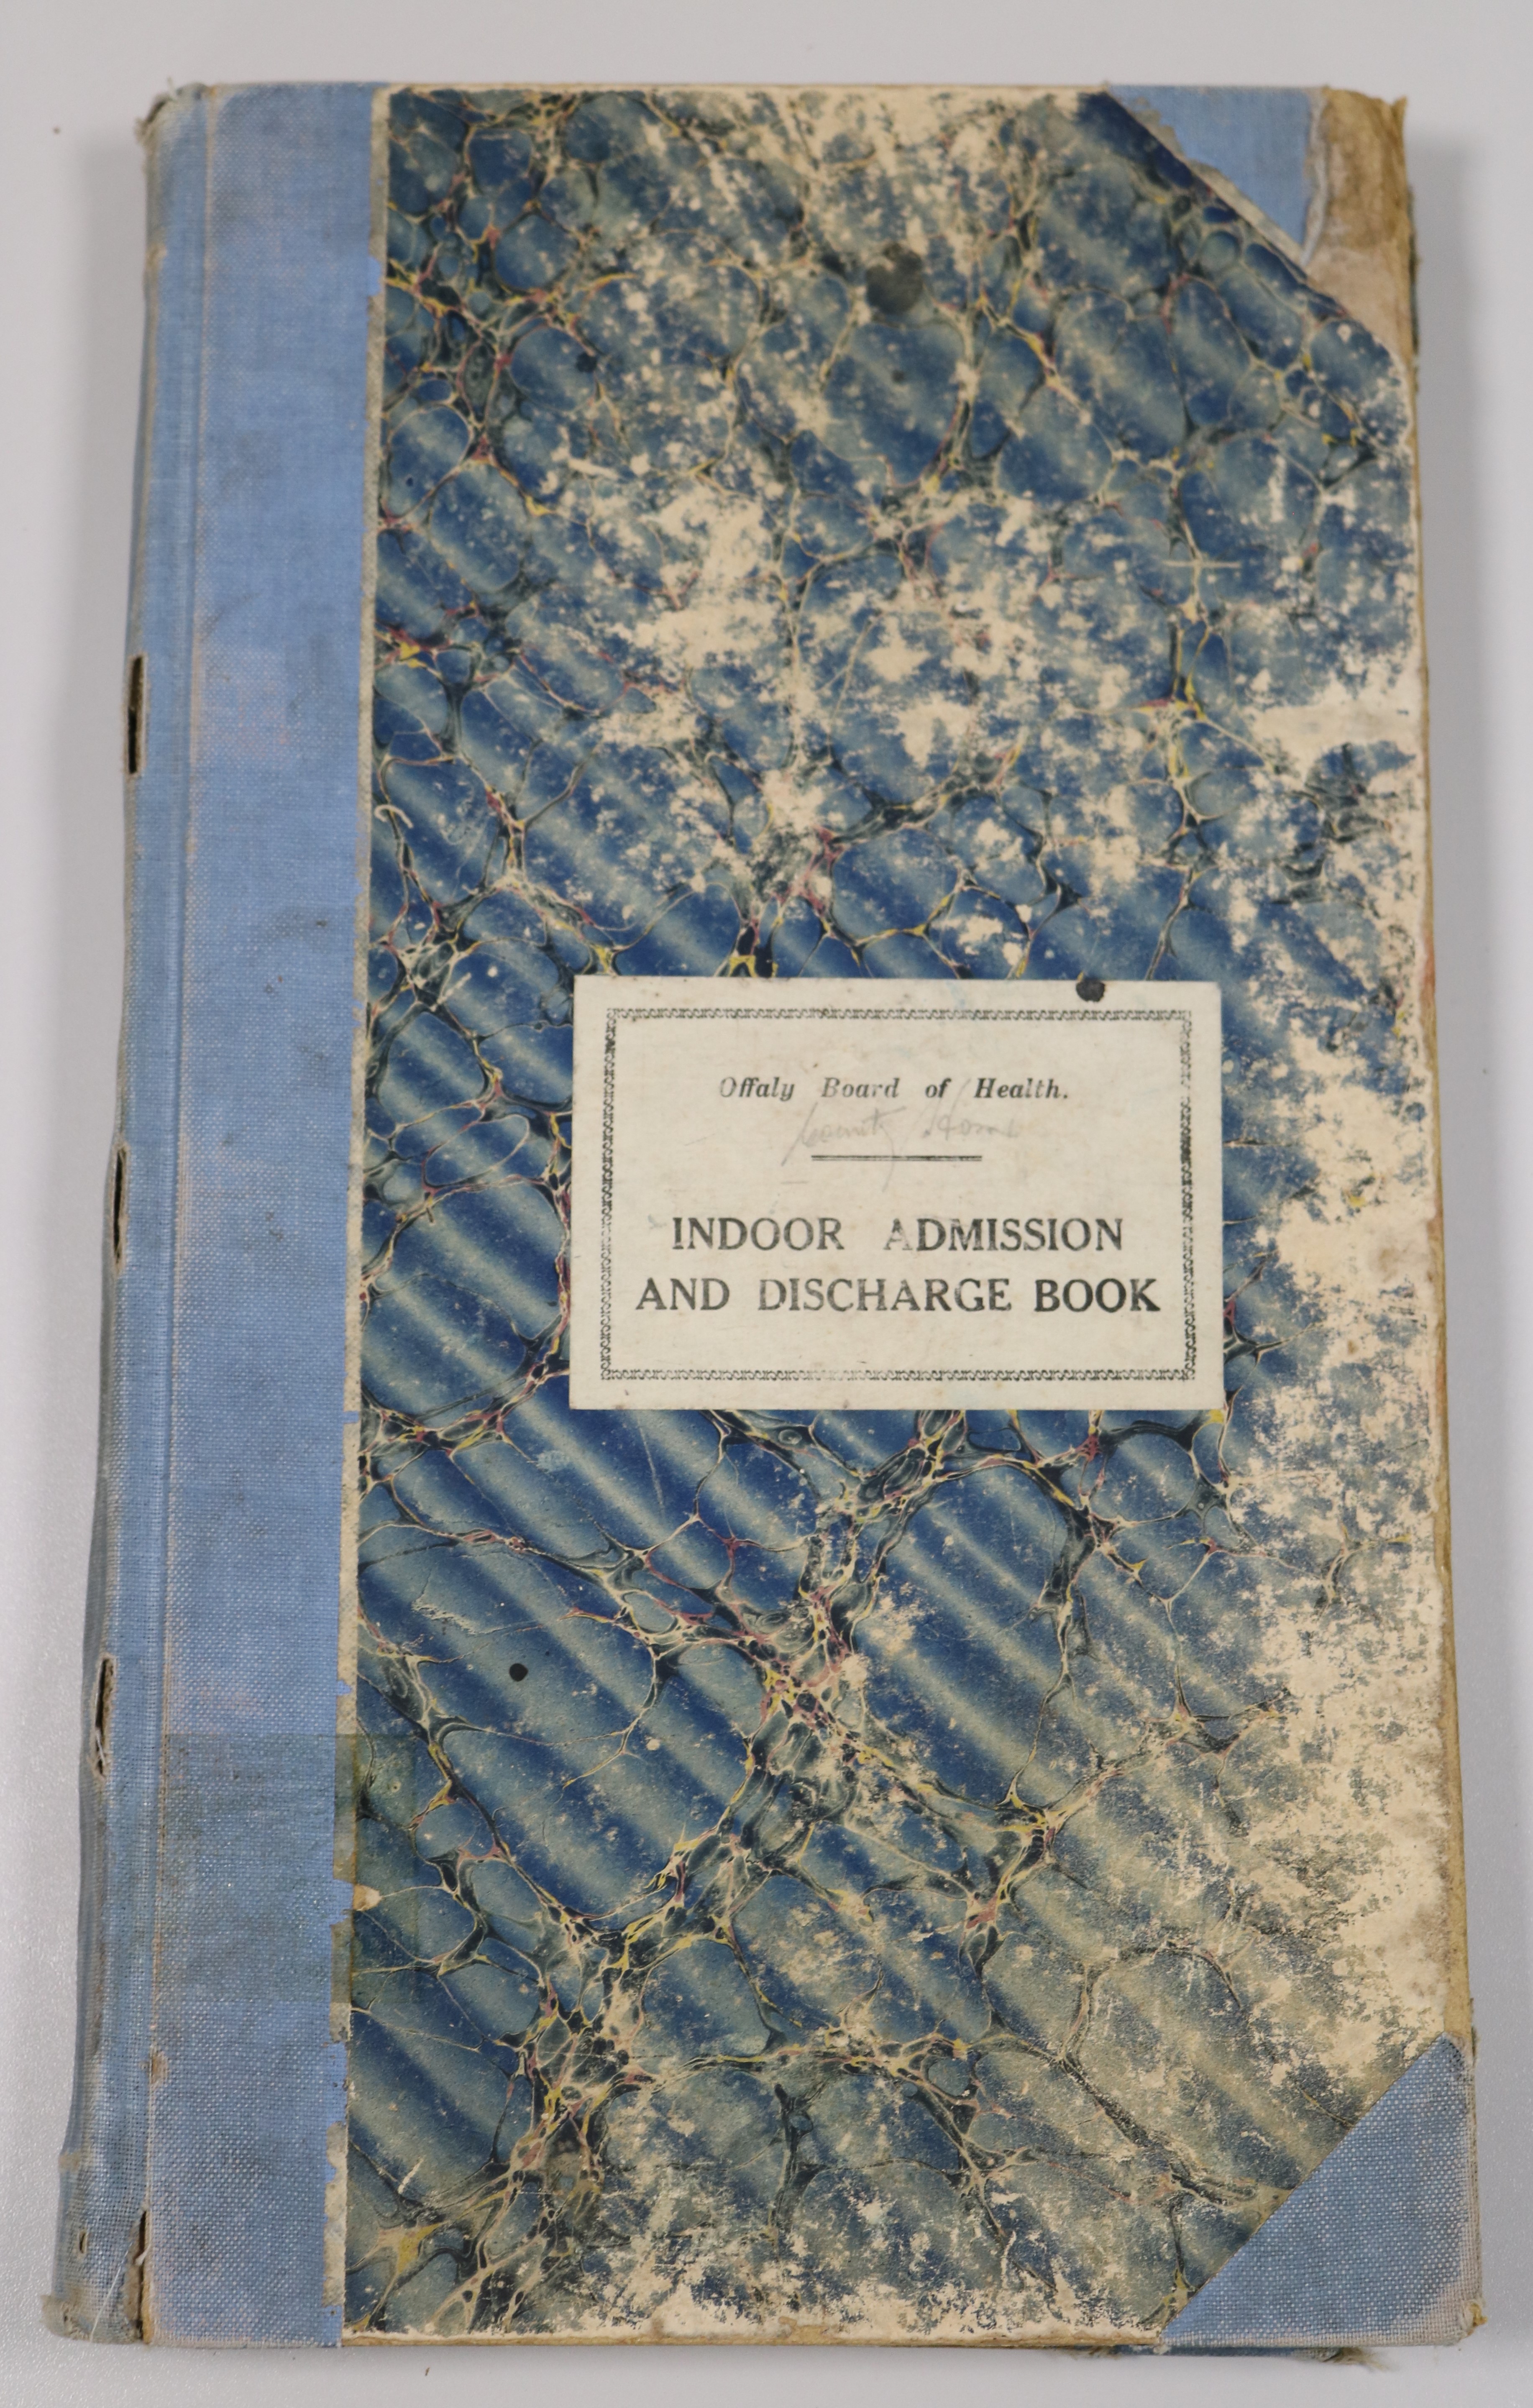 Offaly Board of Health.
County Home
INDOOR ADMISSION
AND DISCHARGE BOOK